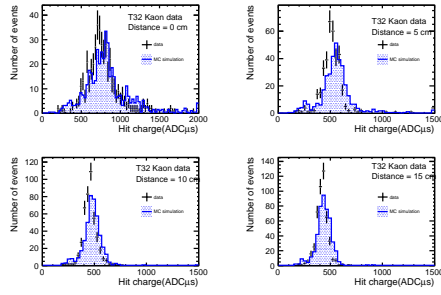 T32 Kaon data
Distance = 0 cm
data
MC simulation
Number of events
40
30
20
10
0
0 500 1000 1500 2000
Hit charge(ADCμs)
T32 Kaon data
Distance = 5 cm
data
MC simulation
Number of events
80
60
40
20
0
0 500 1000 1500
Hit charge(ADCμs)
T32 Kaon data
Distance = 10 cm
data
MC simulation
Number of events
120
100
80
60
40
20
0
0 500 1000 1500
Hit charge(ADCμs)
T32 Kaon data
Distance = 15 cm
data
MC simulation
Number of events
140
120
100
80
60
40
20
0
0 500 1000 1500
Hit charge(ADCμs)